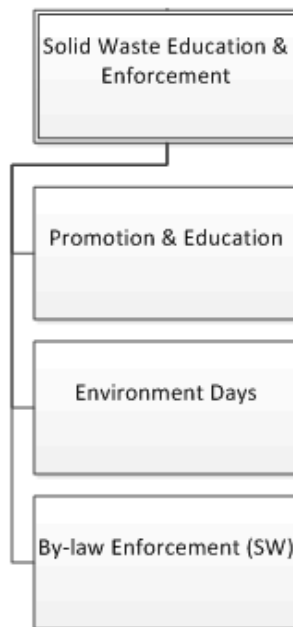 Solid Waste Education &
Enforcement
Promotion & Education
Environment Days
By-law Enforcement (SW)